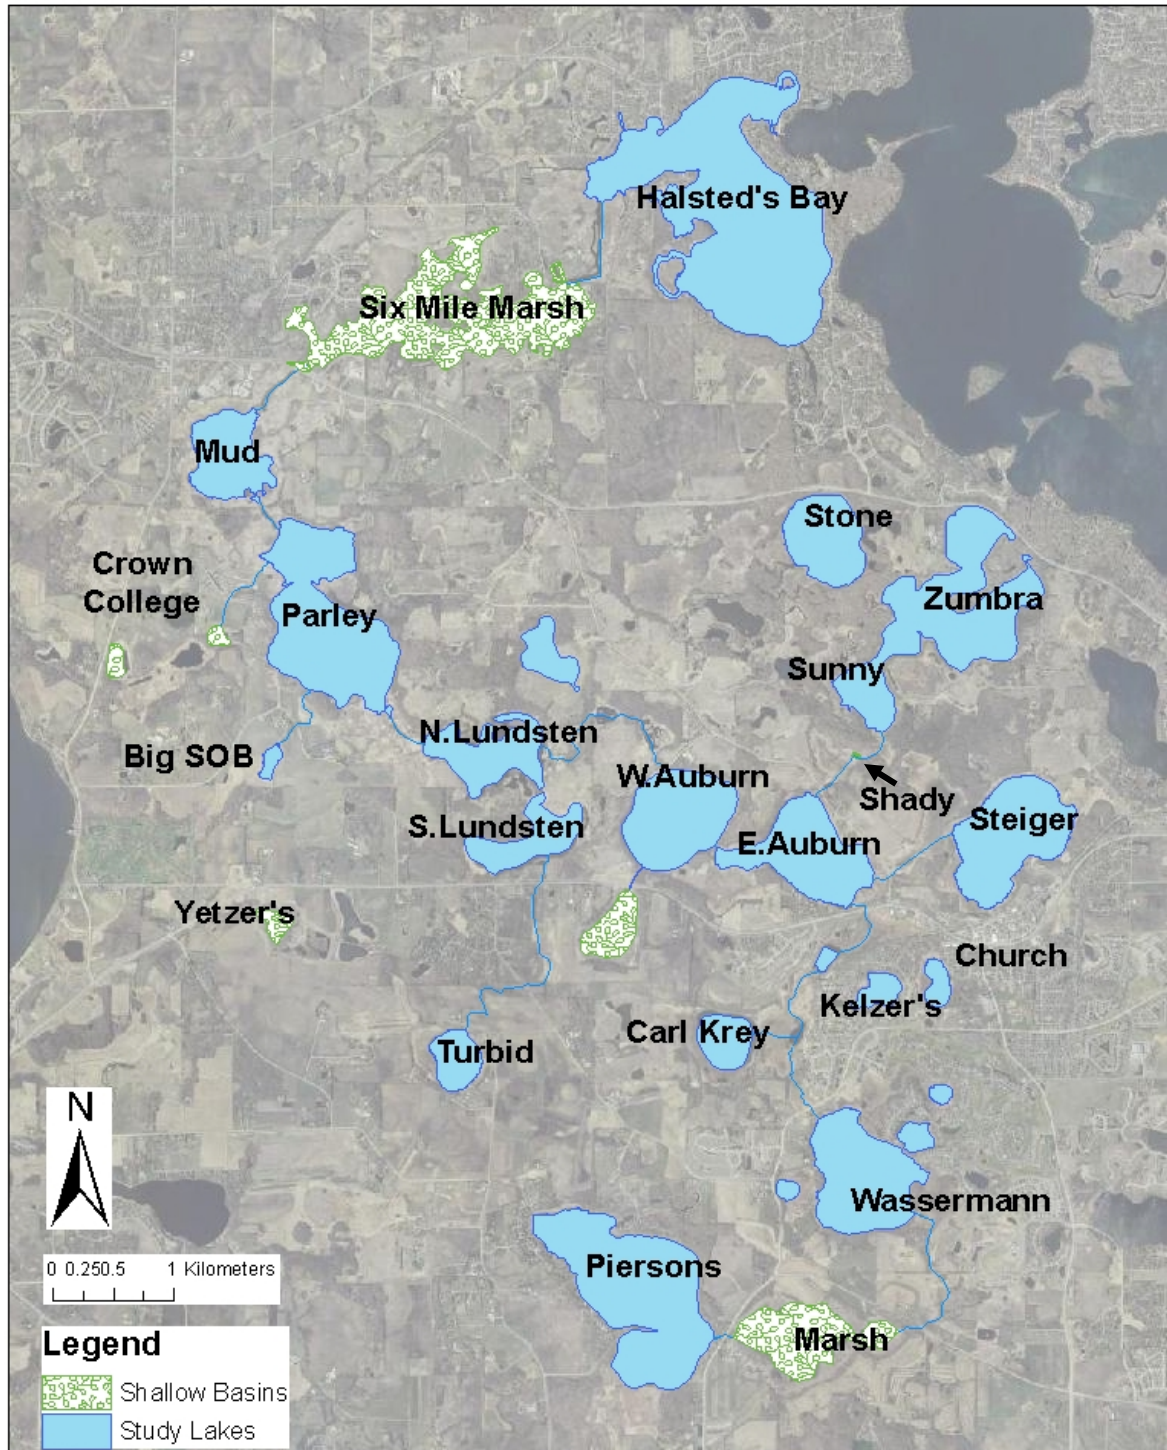 Halsted's Bay
Six Mile Marsh
Mud
Stone
Crown
College
Zumbra
Parley
Sunny
N.Lundsten
Big SOB
W.Auburn
Shady
S.Lundsten
Steiger
E.Auburn
Yetzer's
Church
Kelzer's
Carl Krey
Turbid
N
Wassermann
Piersons
0 0.250.5 1 Kilometers
Marsh
Legend
Shallow Basins
Study Lakes